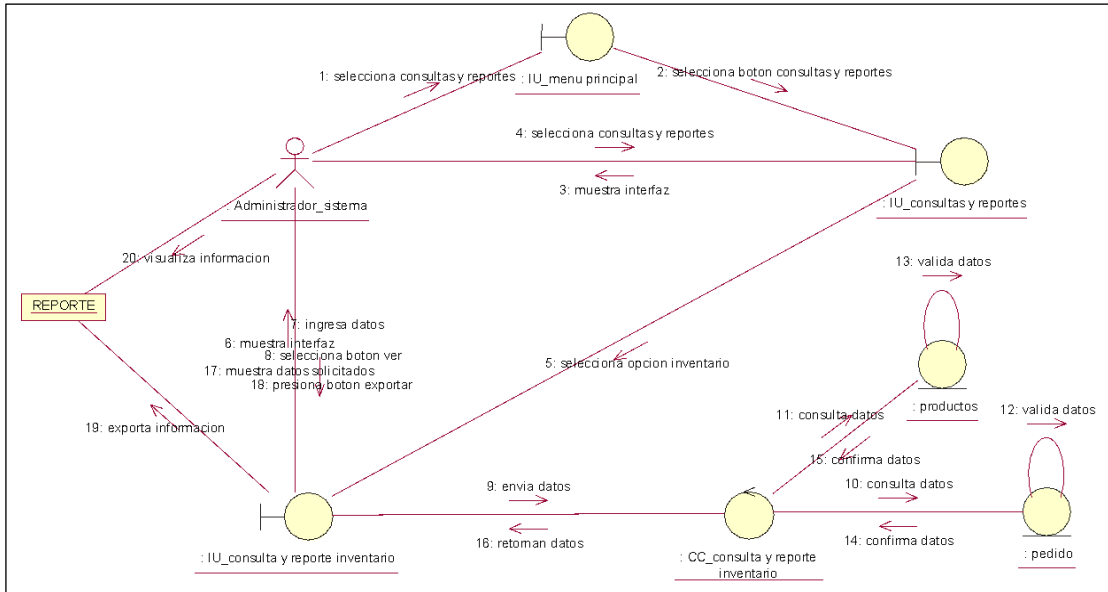 1: selecciona consultas y reportes
: IU_menu principal
2: selecciona boton consultas y reportes
4: selecciona consultas y reportes
3: muestra interfaz
: Administrador_sistema
: IU_consultas y reportes
20: visualiza informacion
13: valida datos
REPORTE
7: ingresa datos
6: muestra interfaz
8: selecciona boton ver
17: muestra datos solicitados
18: presiona boton exportar
5: selecciona opcion inventario
: productos
11: consulta datos
12: valida datos
19: exporta informacion
15: confirma datos
9: envia datos
10: consulta datos
16: retornan datos
14: confirma datos
: IU_consulta y reporte inventario
: CC_consulta y reporte
inventario
: pedido